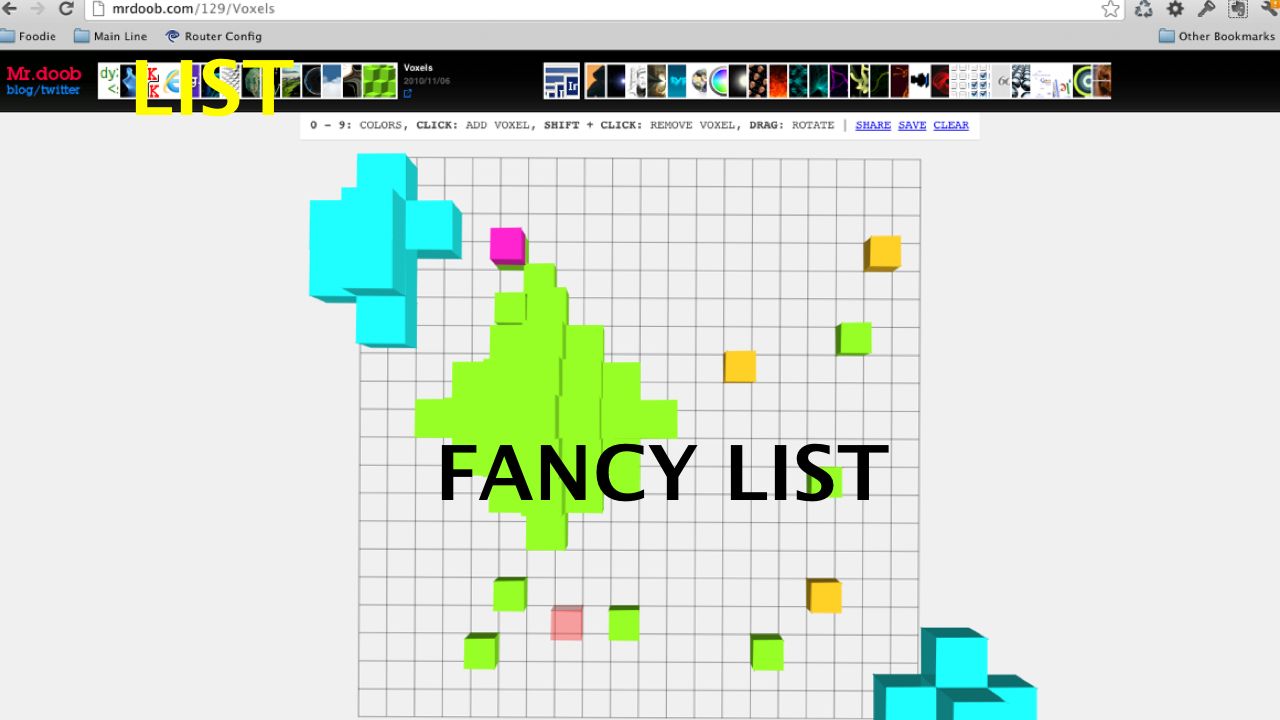 mrdoob.com/129/Voxels
Foodie Main Line Router Config Other Bookmarks
Mr.doob
blog/twitter
LIST
Voxels
2010/11/06
0 - 9: COLORS, CLICK: ADD VOXEL, SHIFT + CLICK: REMOVE VOXEL, DRAG: ROTATE | SHARE SAVE CLEAR
FANCY LIST